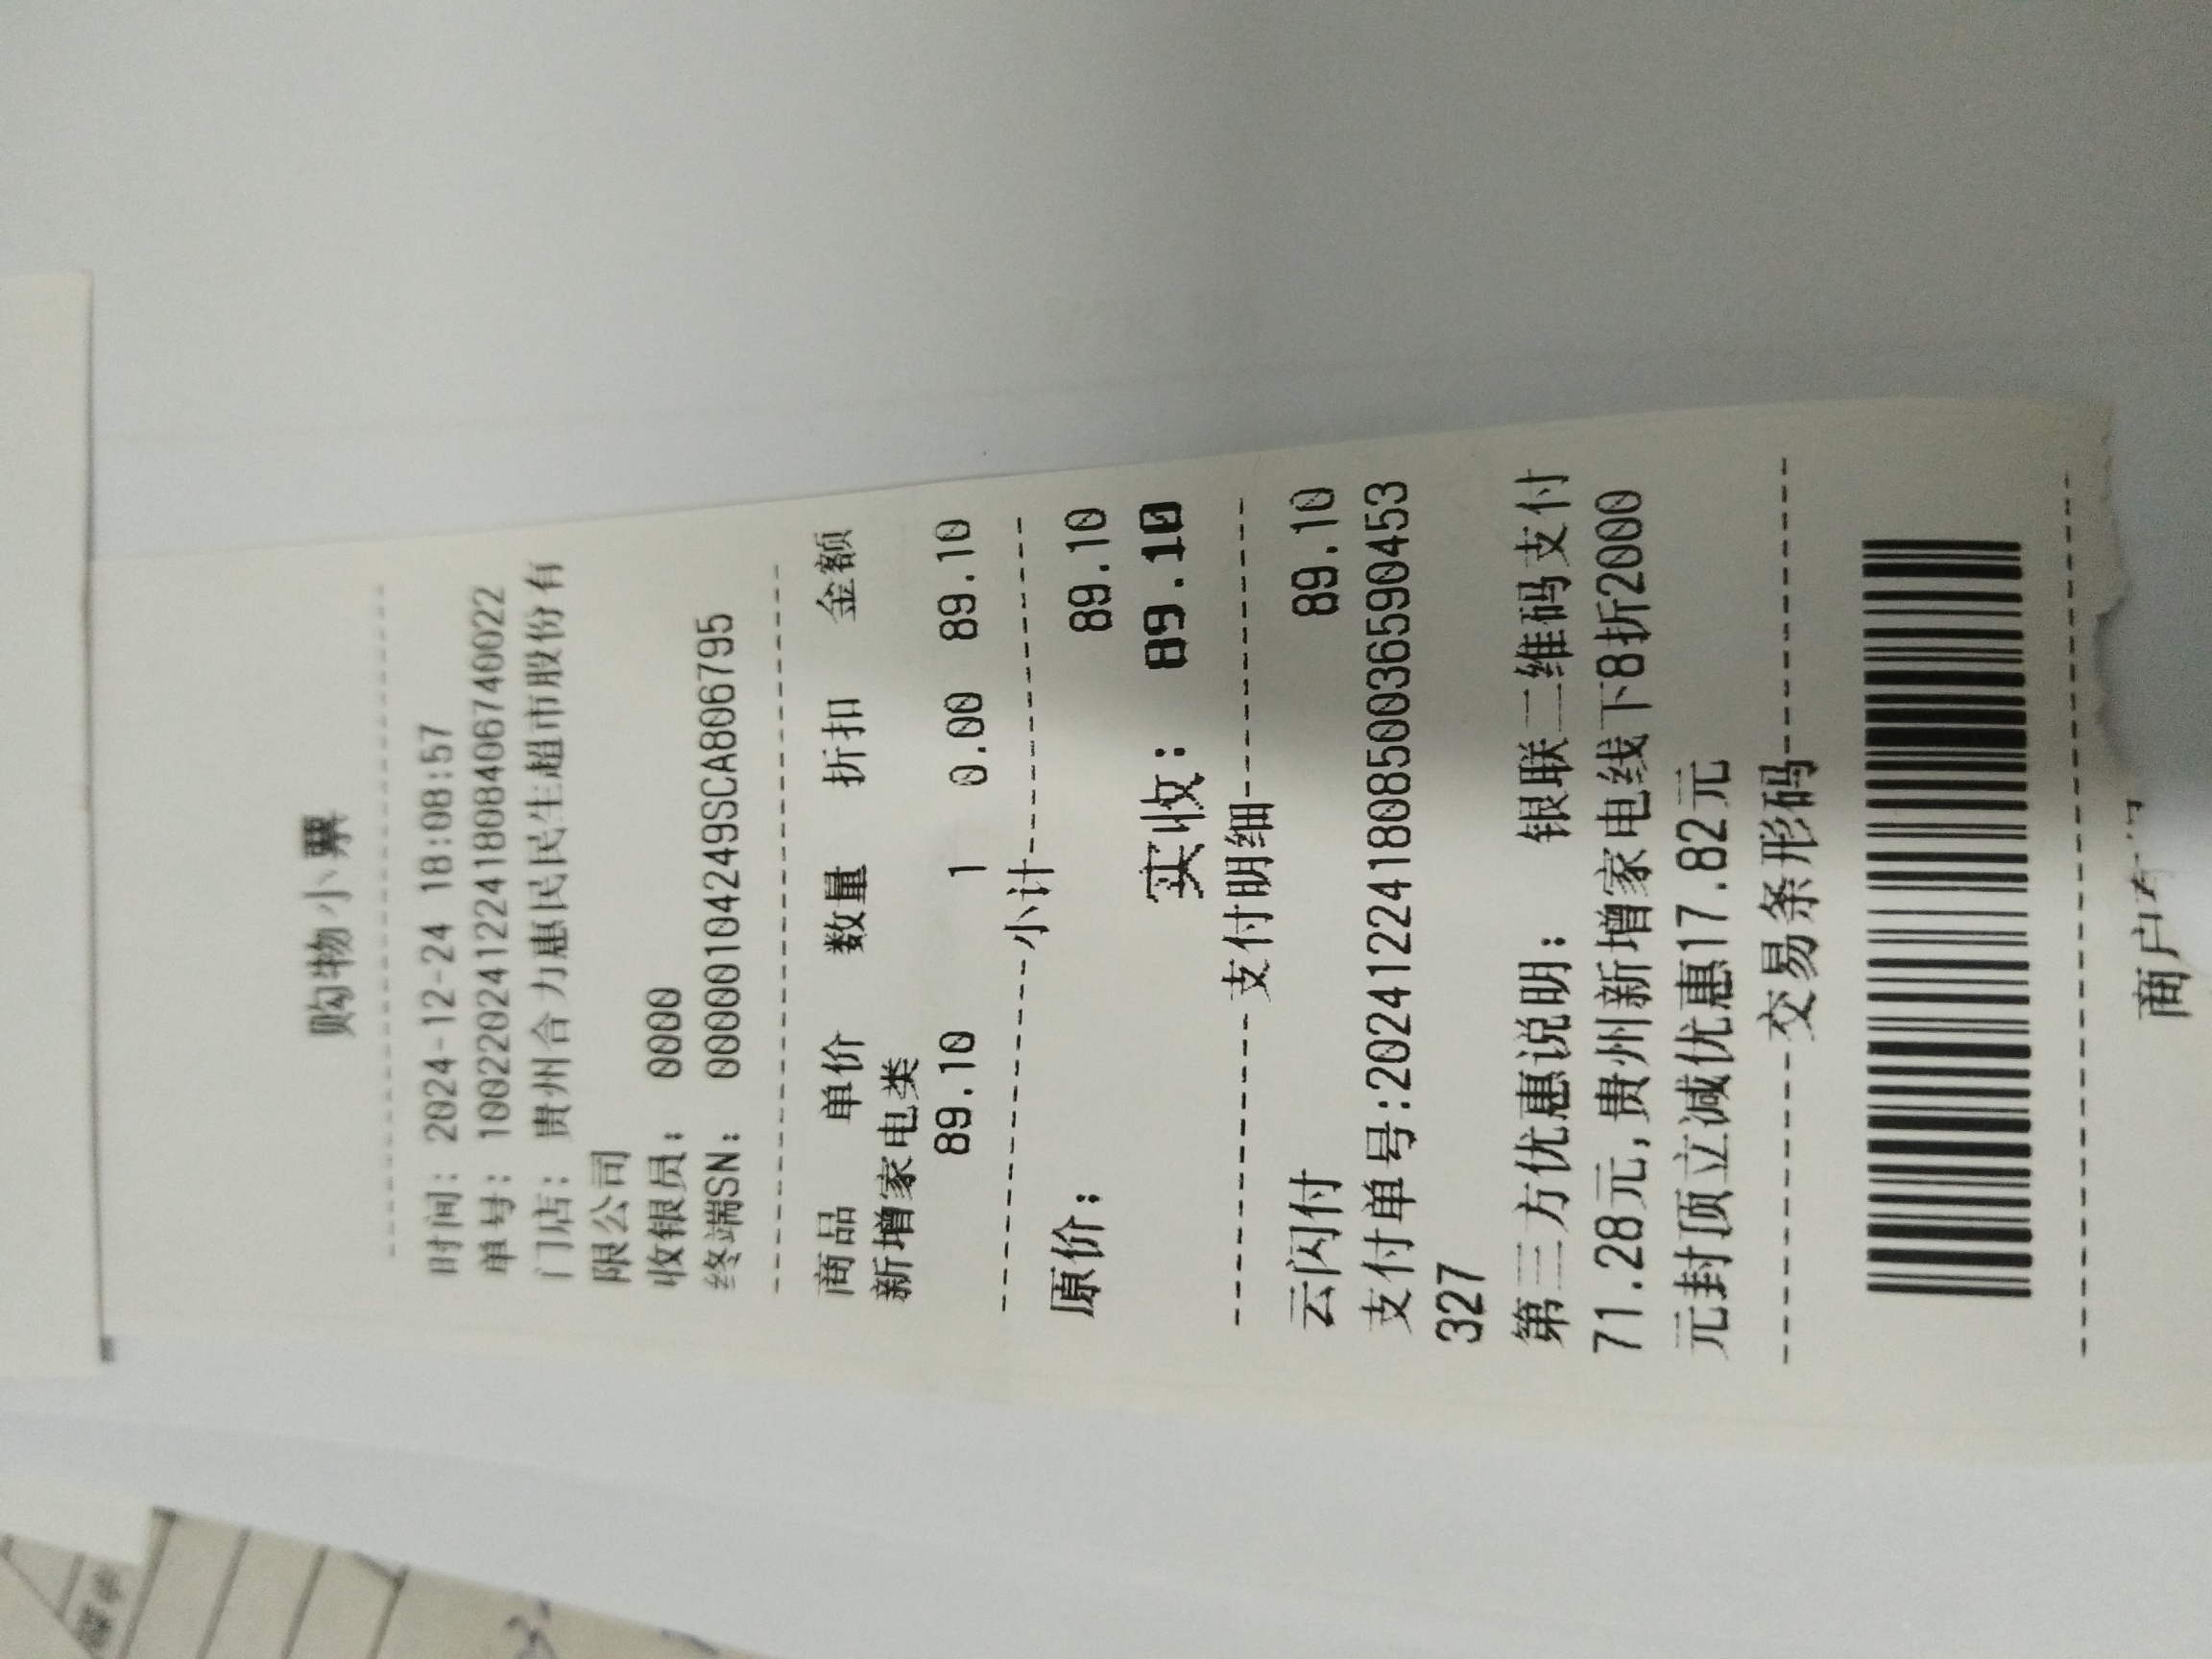 购物小票
时间: 2024-12-24 18:08:57
单号: 10022024122418084067400​22
门店: 贵州合力惠民民生超市股份有
限公司
收银员: 0000
终端SN: 00000104249SCA806795
商品 单价 数量 折扣 金额
新增家电类
89.10 1 0.00 89.10
小计
原价: 89.10
实收: 89.10
支付明细
云闪付 89.10
支付单号:20241224180850036590453
327
第三方优惠说明: 银联二维码支付
71.28元,贵州新增家电线下8折2000
元封顶立减优惠17.82元
交易条形码
商户